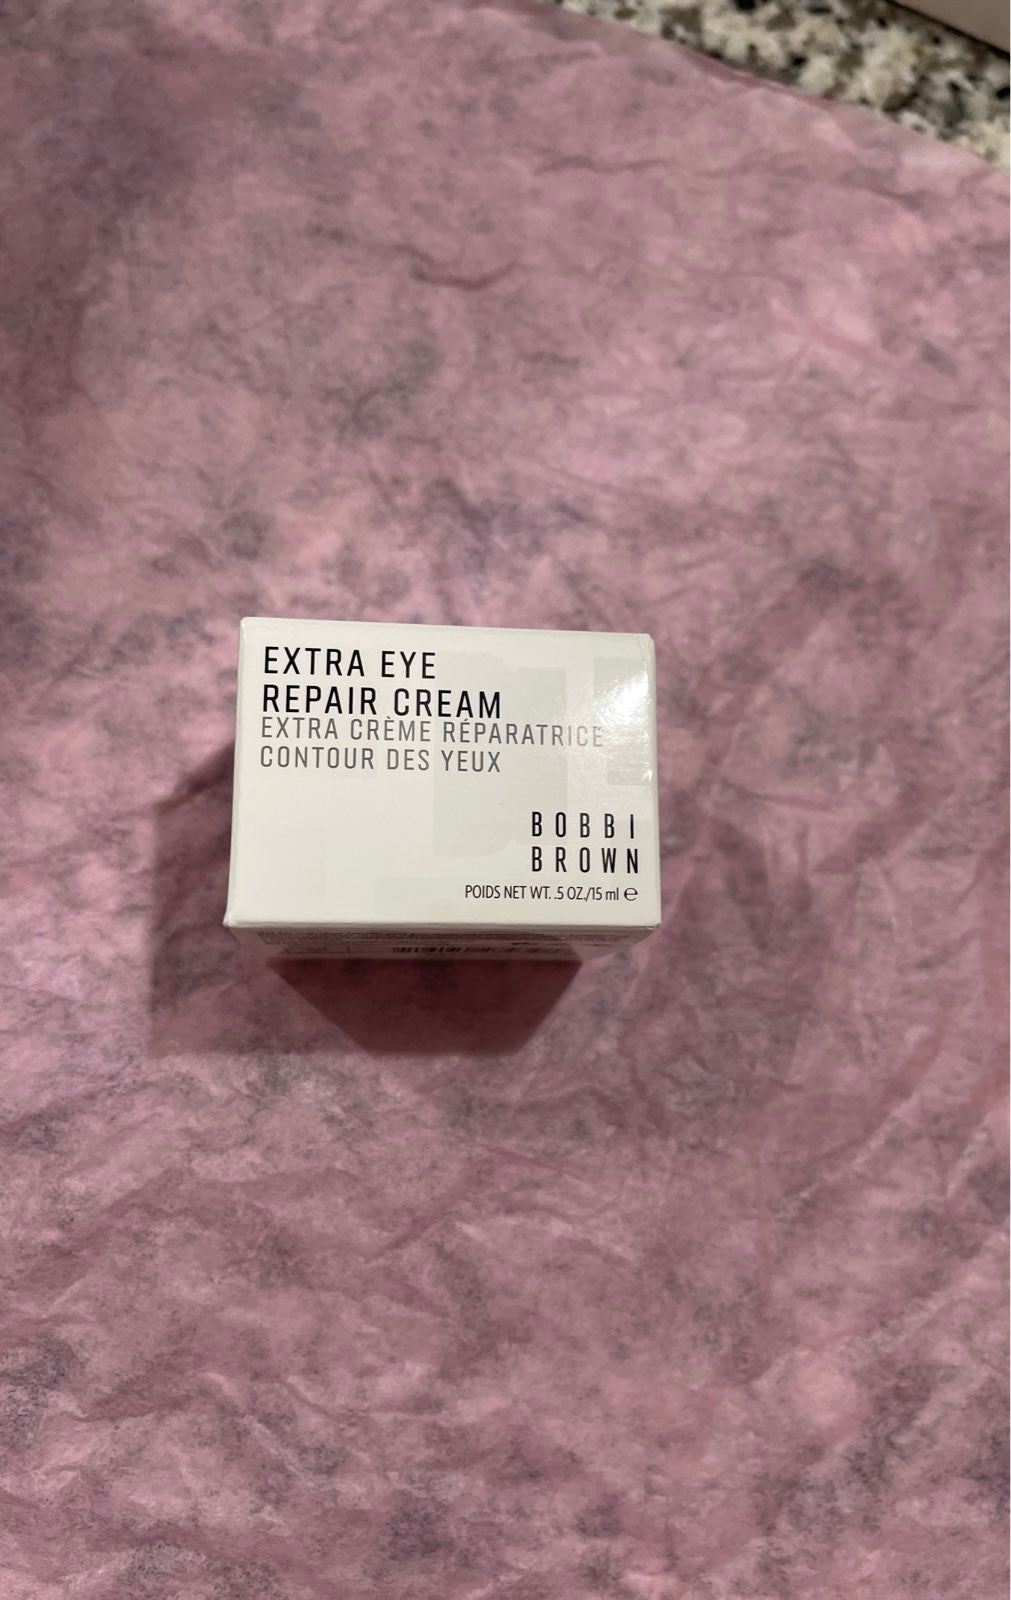 EXTRA EYE
REPAIR CREAM
EXTRA CRÈME RÉPARATRICE
CONTOUR DES YEUX
BOBBI
BROWN
POIDS NET WT. .5 OZ./15 ml ℮